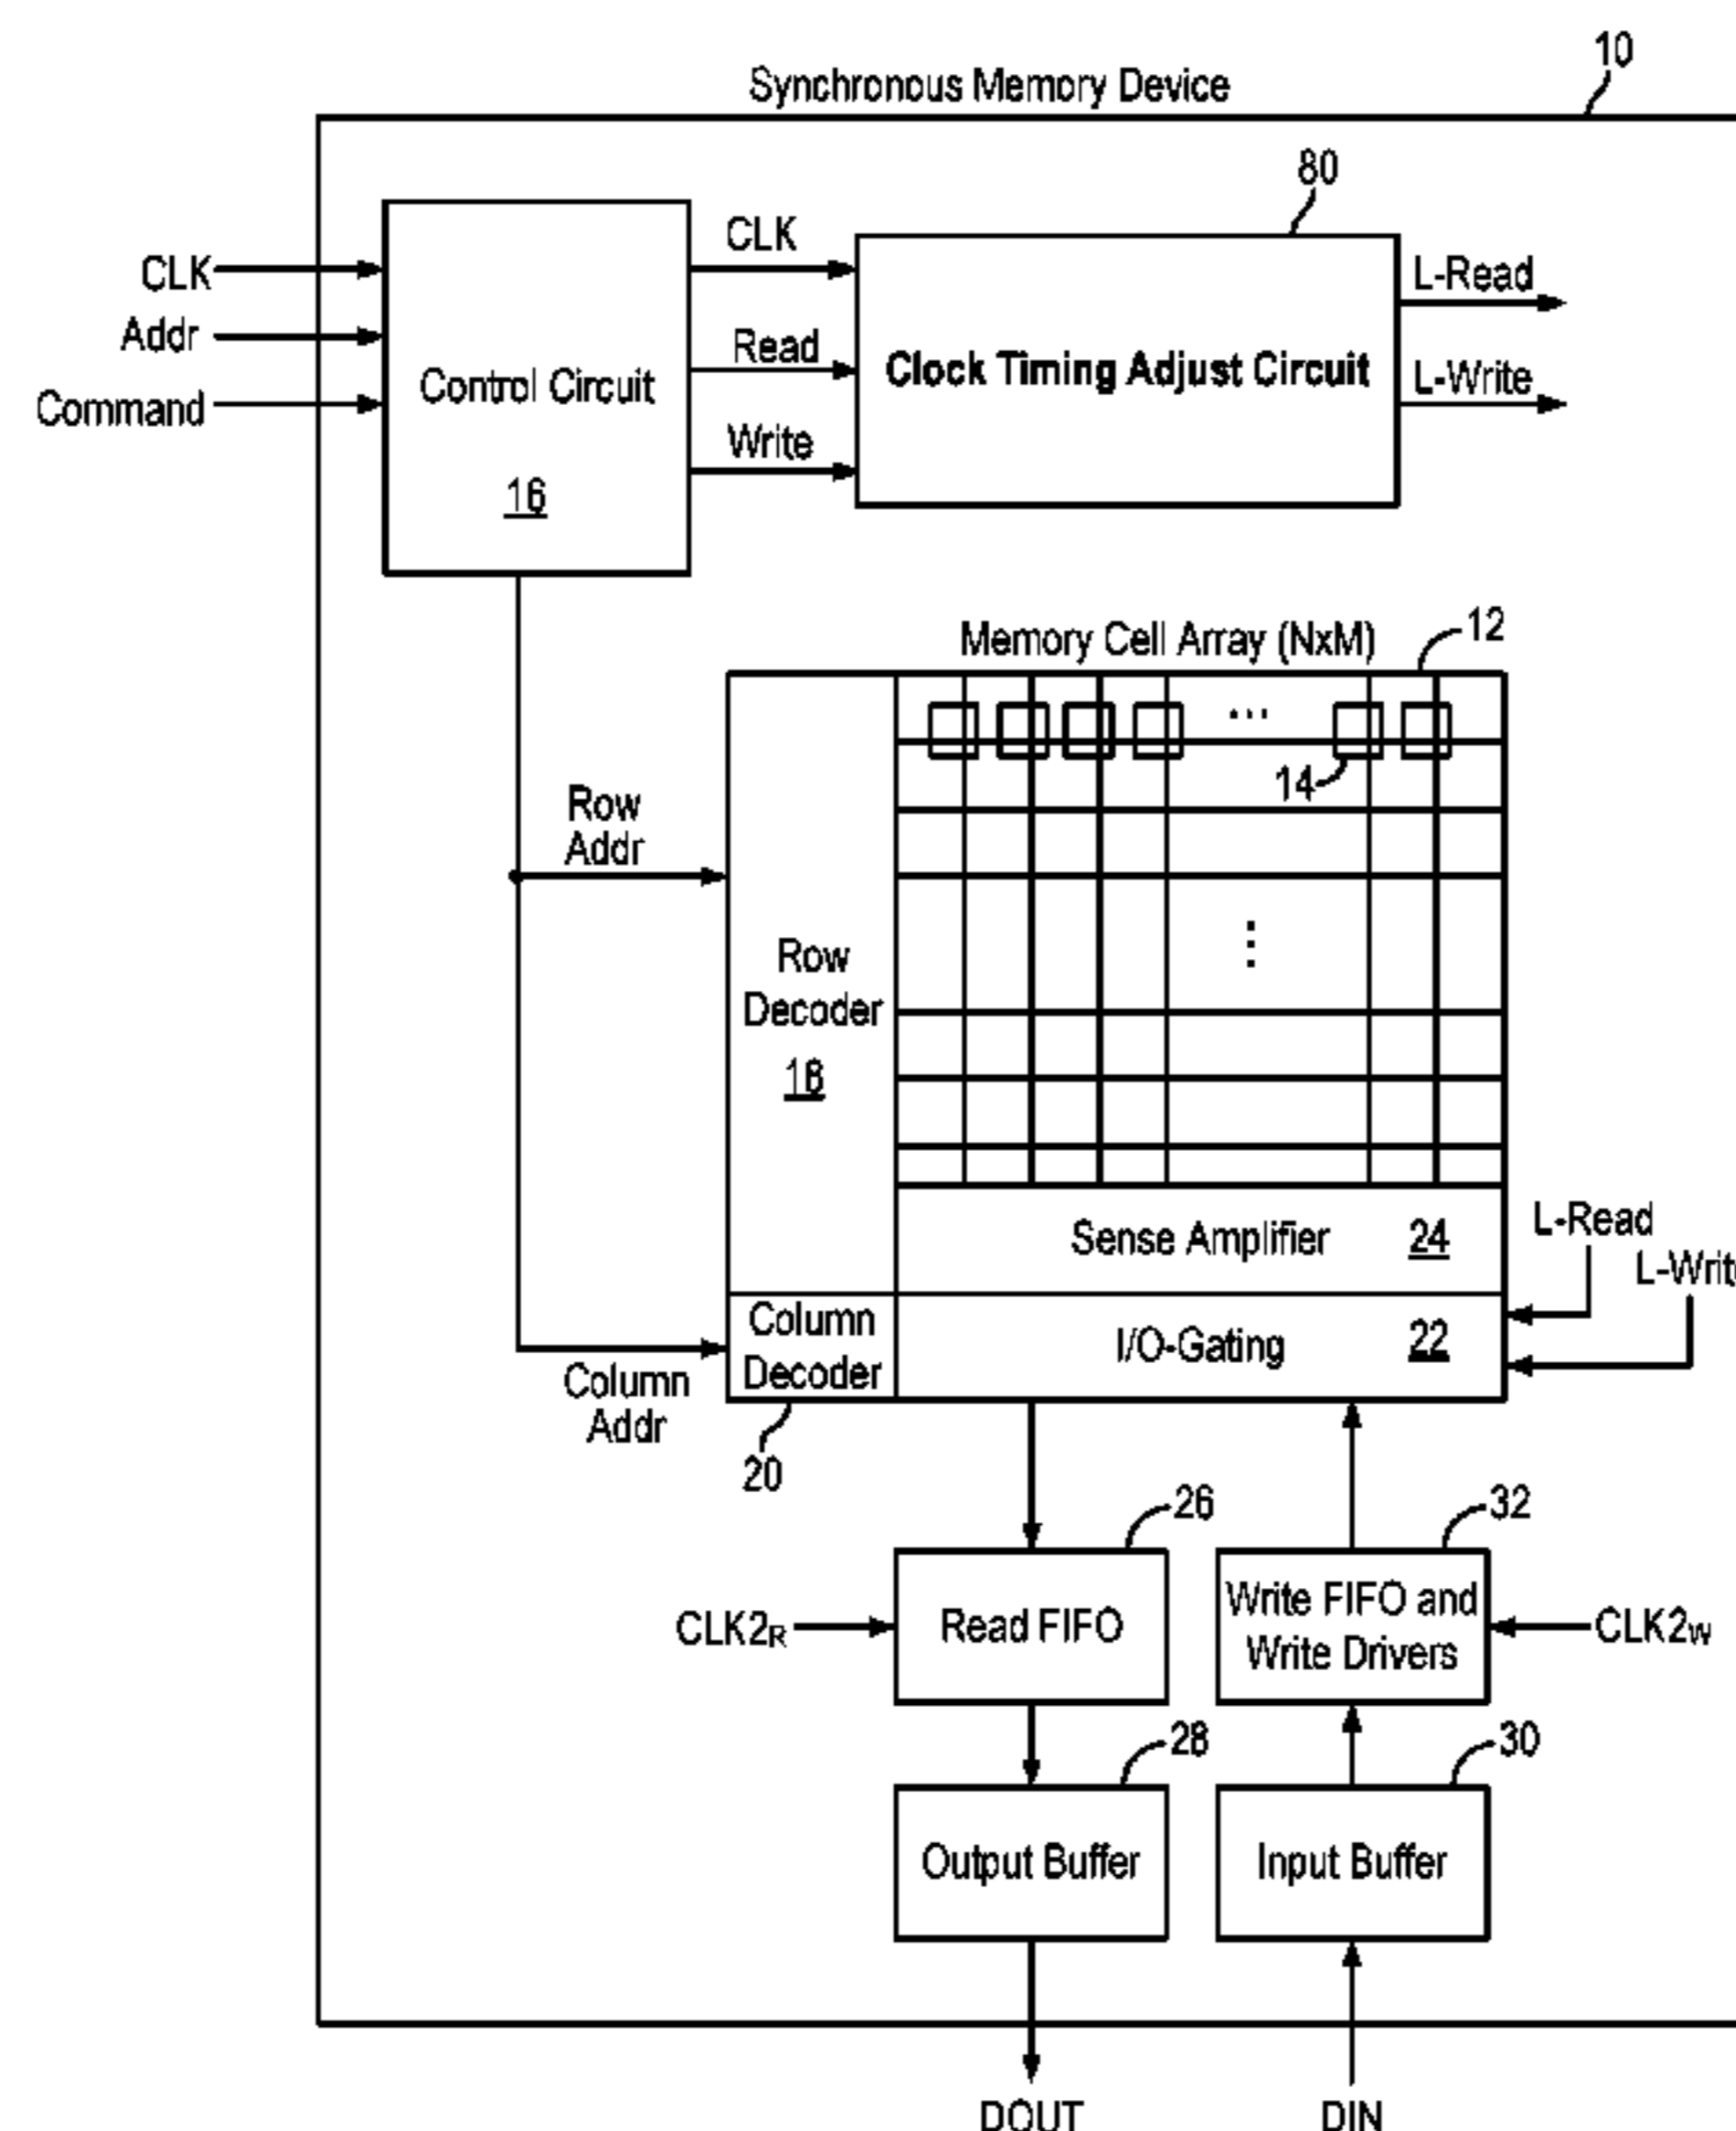 10
Synchronous Memory Device
80
CLK
Addr
Command
Control Circuit
16
CLK
Read
Write
Clock Timing Adjust Circuit
L-Read
L-Write
Memory Cell Array (NxM)
12
...
14
Row
Addr
Row
Decoder
18
Sense Amplifier 24
L-Read
L-Writ
Column
Decoder
I/O-Gating 22
Column
Addr
20
26
32
CLK2R
Read FIFO
Write FIFO and
Write Drivers
CLK2W
28
30
Output Buffer
Input Buffer
DOUT
DIN